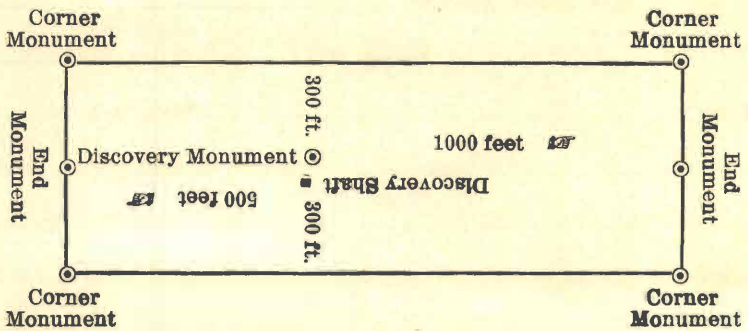 Corner
Monument
Corner
Monument
300 ft.
End
Monument
Discovery Monument
1000 feet
End
Monument
Discovery Shaft
500 feet
300 ft.
Corner
Monument
Corner
Monument